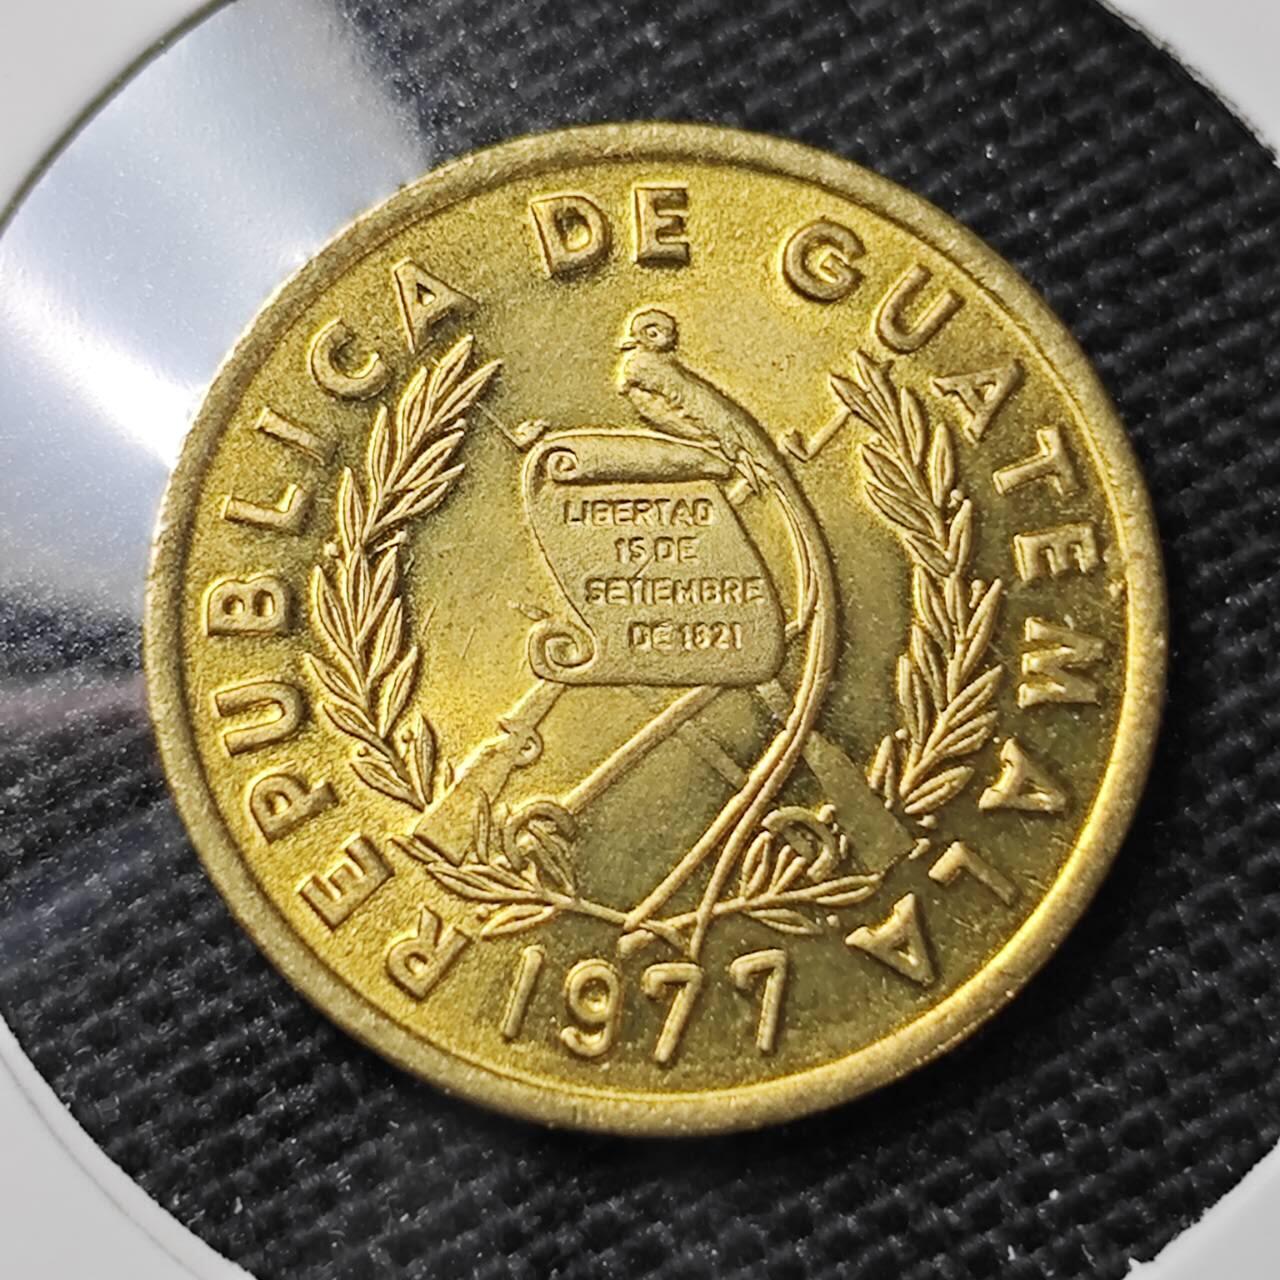 REPUBLICA DE GUATEMALA
LIBERTAD
15 DE
SETIEMBRE
DE 1821
1977